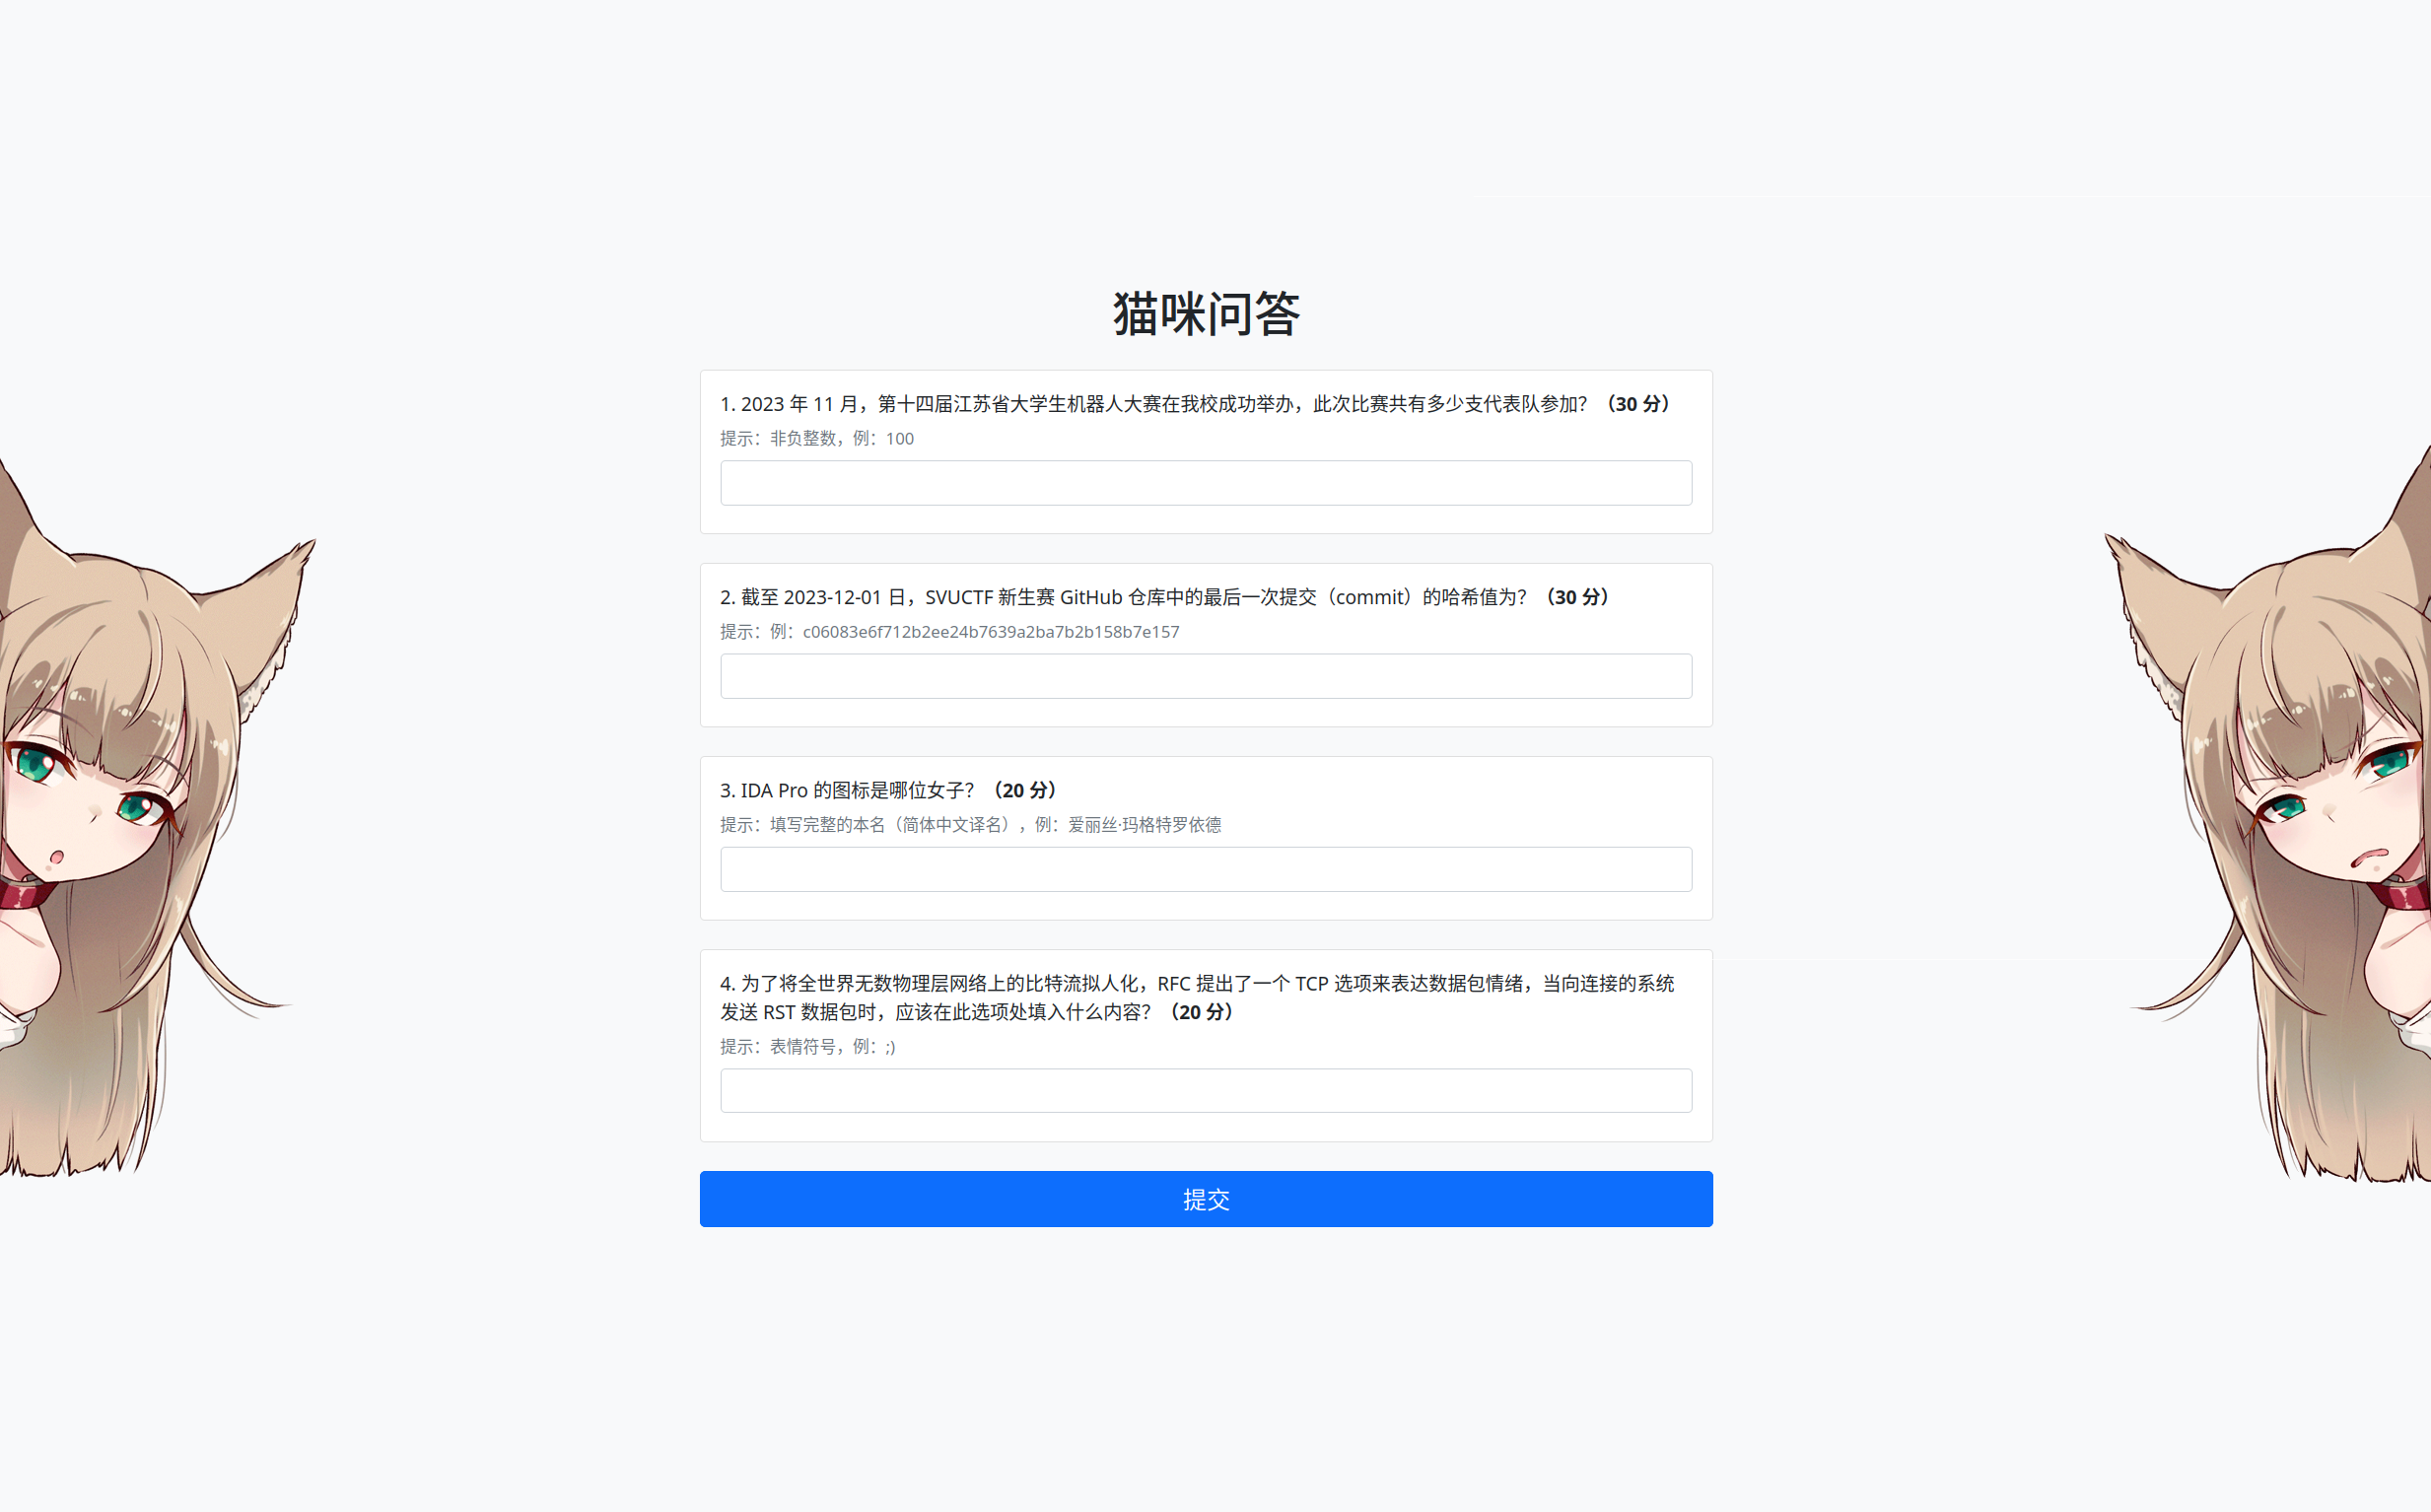 猫咪问答
1. 2023 年 11 月，第十四届江苏省大学生机器人大赛在我校成功举办，此次比赛共有多少支代表队参加？（30 分）
提示：非负整数，例：100
2. 截至 2023-12-01 日，SVUCTF 新生赛 GitHub 仓库中的最后一次提交（commit）的哈希值为？（30 分）
提示：例：c06083e6f712b2ee24b7639a2ba7b2b158b7e157
3. IDA Pro 的图标是哪位女子？（20 分）
提示：填写完整的本名（简体中文译名），例：爱丽丝·玛格特罗依德
4. 为了将全世界无数物理层网络上的比特流拟人化，RFC 提出了一个 TCP 选项来表达数据包情绪，当向连接的系统
发送 RST 数据包时，应该在此选项处填入什么内容？（20 分）
提示：表情符号，例：;)
提交